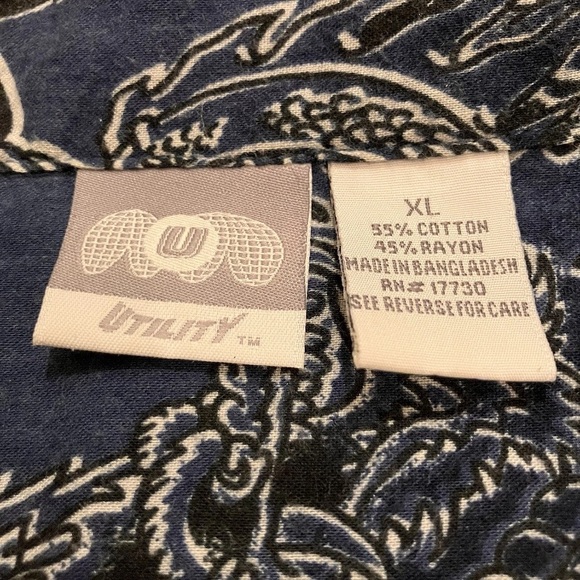 U
UTILITY™
XL
55% COTTON
45% RAYON
MADE IN BANGLADESH
RN# 17730
SEE REVERSE FOR CARE